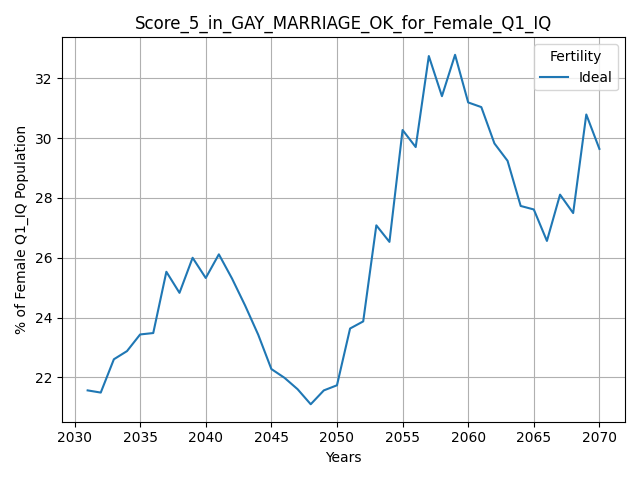 Score_5_in_GAY_MARRIAGE_OK_for_Female_Q1_IQ
Fertility
Ideal
% of Female Q1_IQ Population
32
30
28
26
24
22
2030 2035 2040 2045 2050 2055 2060 2065 2070
Years